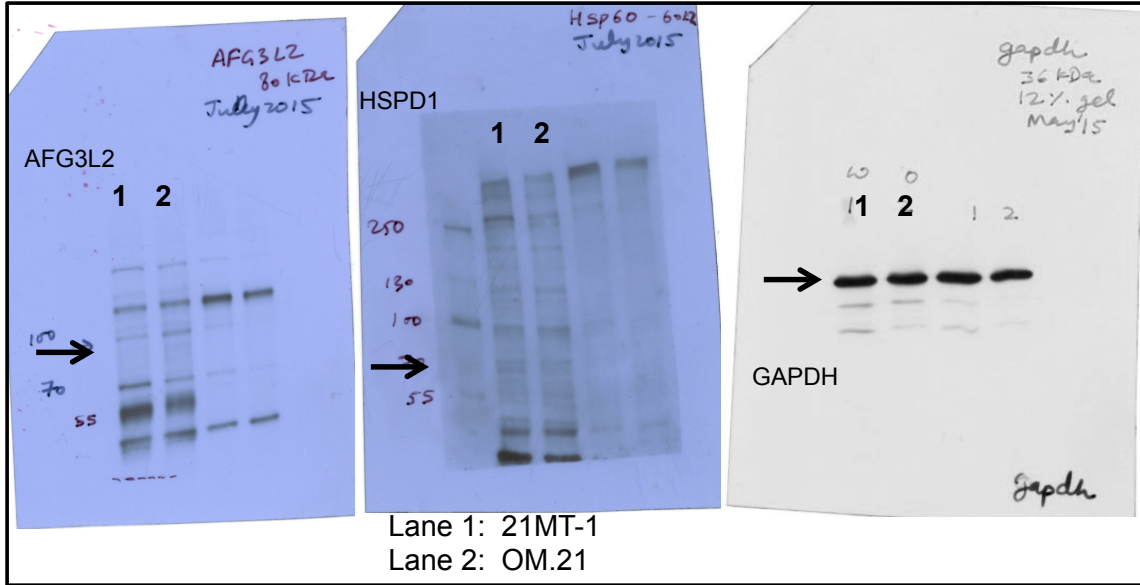 AFG3L2
80 kDa
July 2015
AFG3L2
1 2
100
70
55
Hsp60 -
July 2015
HSPD1
1 2
250
130
100
55
gapdh
36 kDa
12% gel
May '15
1 2
1 2
GAPDH
gapdh
Lane 1: 21MT-1
Lane 2: OM.21